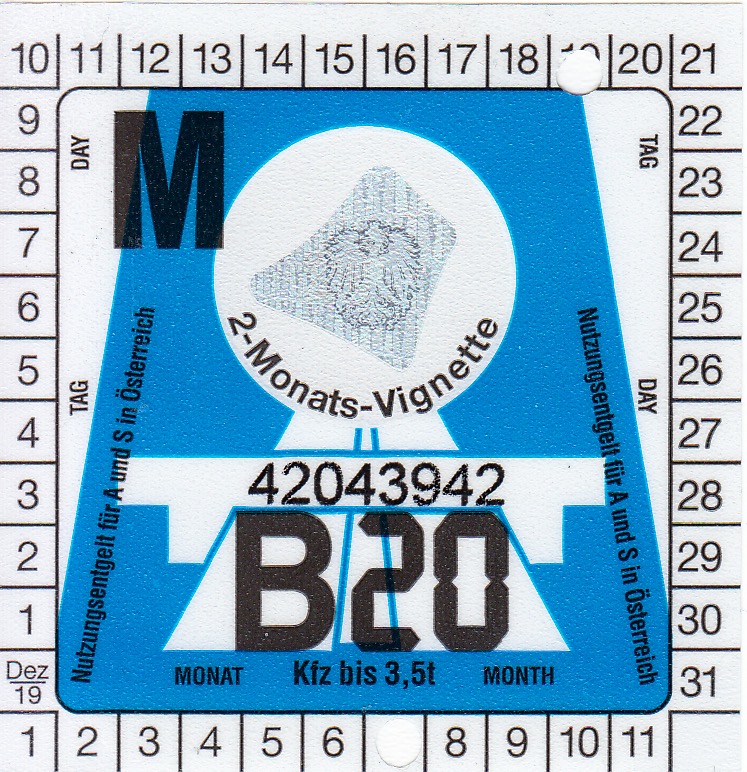 10 11 12 13 14 15 16 17 18 19 20 21
9 DAY M TAG 22
8 23
7 24
6 25
5 26
4 27
3 28
2 29
1 30
Dez 19 31
2-Monats-Vignette
TAG DAY
Nutzungsentgelt für A und S in Österreich
Nutzungsentgelt für A und S in Österreich
42043942
B20
MONAT Kfz bis 3,5t MONTH
1 2 3 4 5 6 8 9 10 11